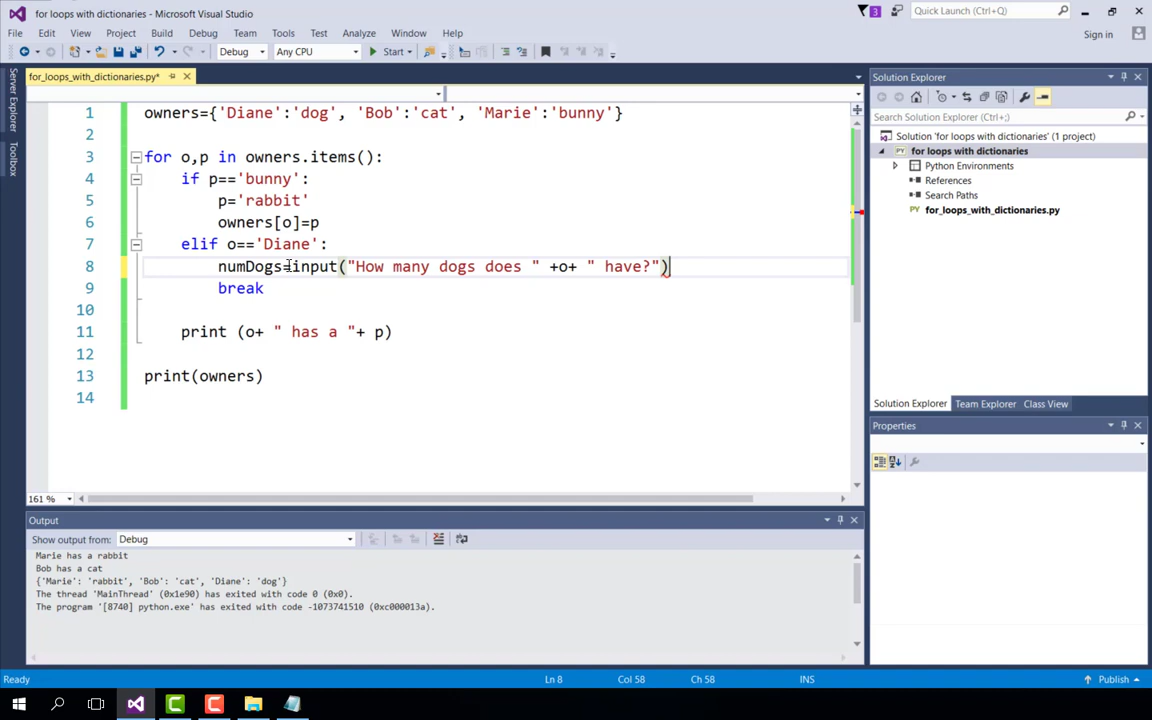 for loops with dictionaries - Microsoft Visual Studio
3
Quick Launch (Ctrl+Q)
File Edit View Project Build Debug Team Tools Test Analyze Window Help
Sign in
Debug Any CPU Start
for_loops_with_dictionaries.py*
Server Explorer
Toolbox
1 owners={'Diane':'dog', 'Bob':'cat', 'Marie':'bunny'}
2
3 for o,p in owners.items():
4 if p=='bunny':
5 p='rabbit'
6 owners[o]=p
7 elif o=='Diane':
8 numDogs=input("How many dogs does " +o+ " have?")
9 break
10
11 print (o+ " has a "+ p)
12
13 print(owners)
14
161 %
Solution Explorer
Search Solution Explorer (Ctrl+;)
Solution 'for loops with dictionaries' (1 project)
PY for loops with dictionaries
Python Environments
References
Search Paths
PY for_loops_with_dictionaries.py
Solution Explorer Team Explorer Class View
Properties
Output
Show output from: Debug
Marie has a rabbit
Bob has a cat
{'Marie': 'rabbit', 'Bob': 'cat', 'Diane': 'dog'}
The thread 'MainThread' (0x1e90) has exited with code 0 (0x0).
The program '[8740] python.exe' has exited with code -1073741510 (0xc000013a).
Ready Ln 8 Col 58 Ch 58 INS Publish